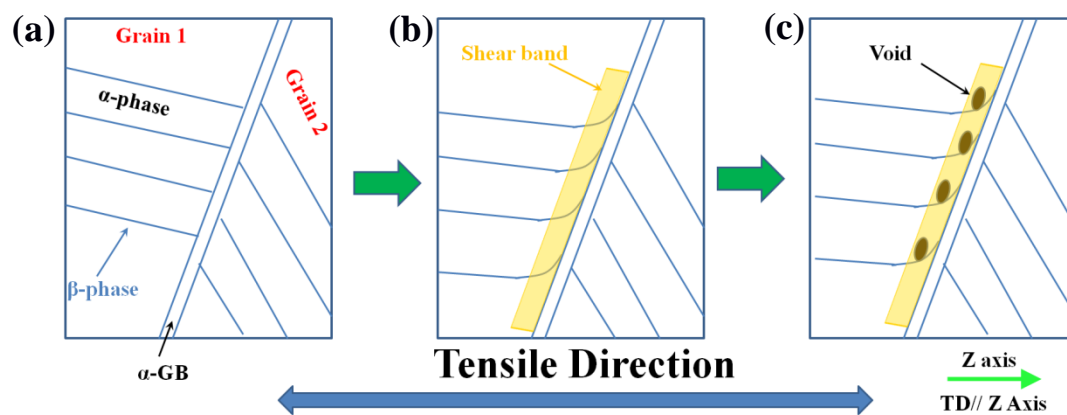 (a)
Grain 1
α-phase
Grain 2
β-phase
α-GB
(b)
Shear band
(c)
Void
Tensile Direction
Z axis
TD// Z Axis